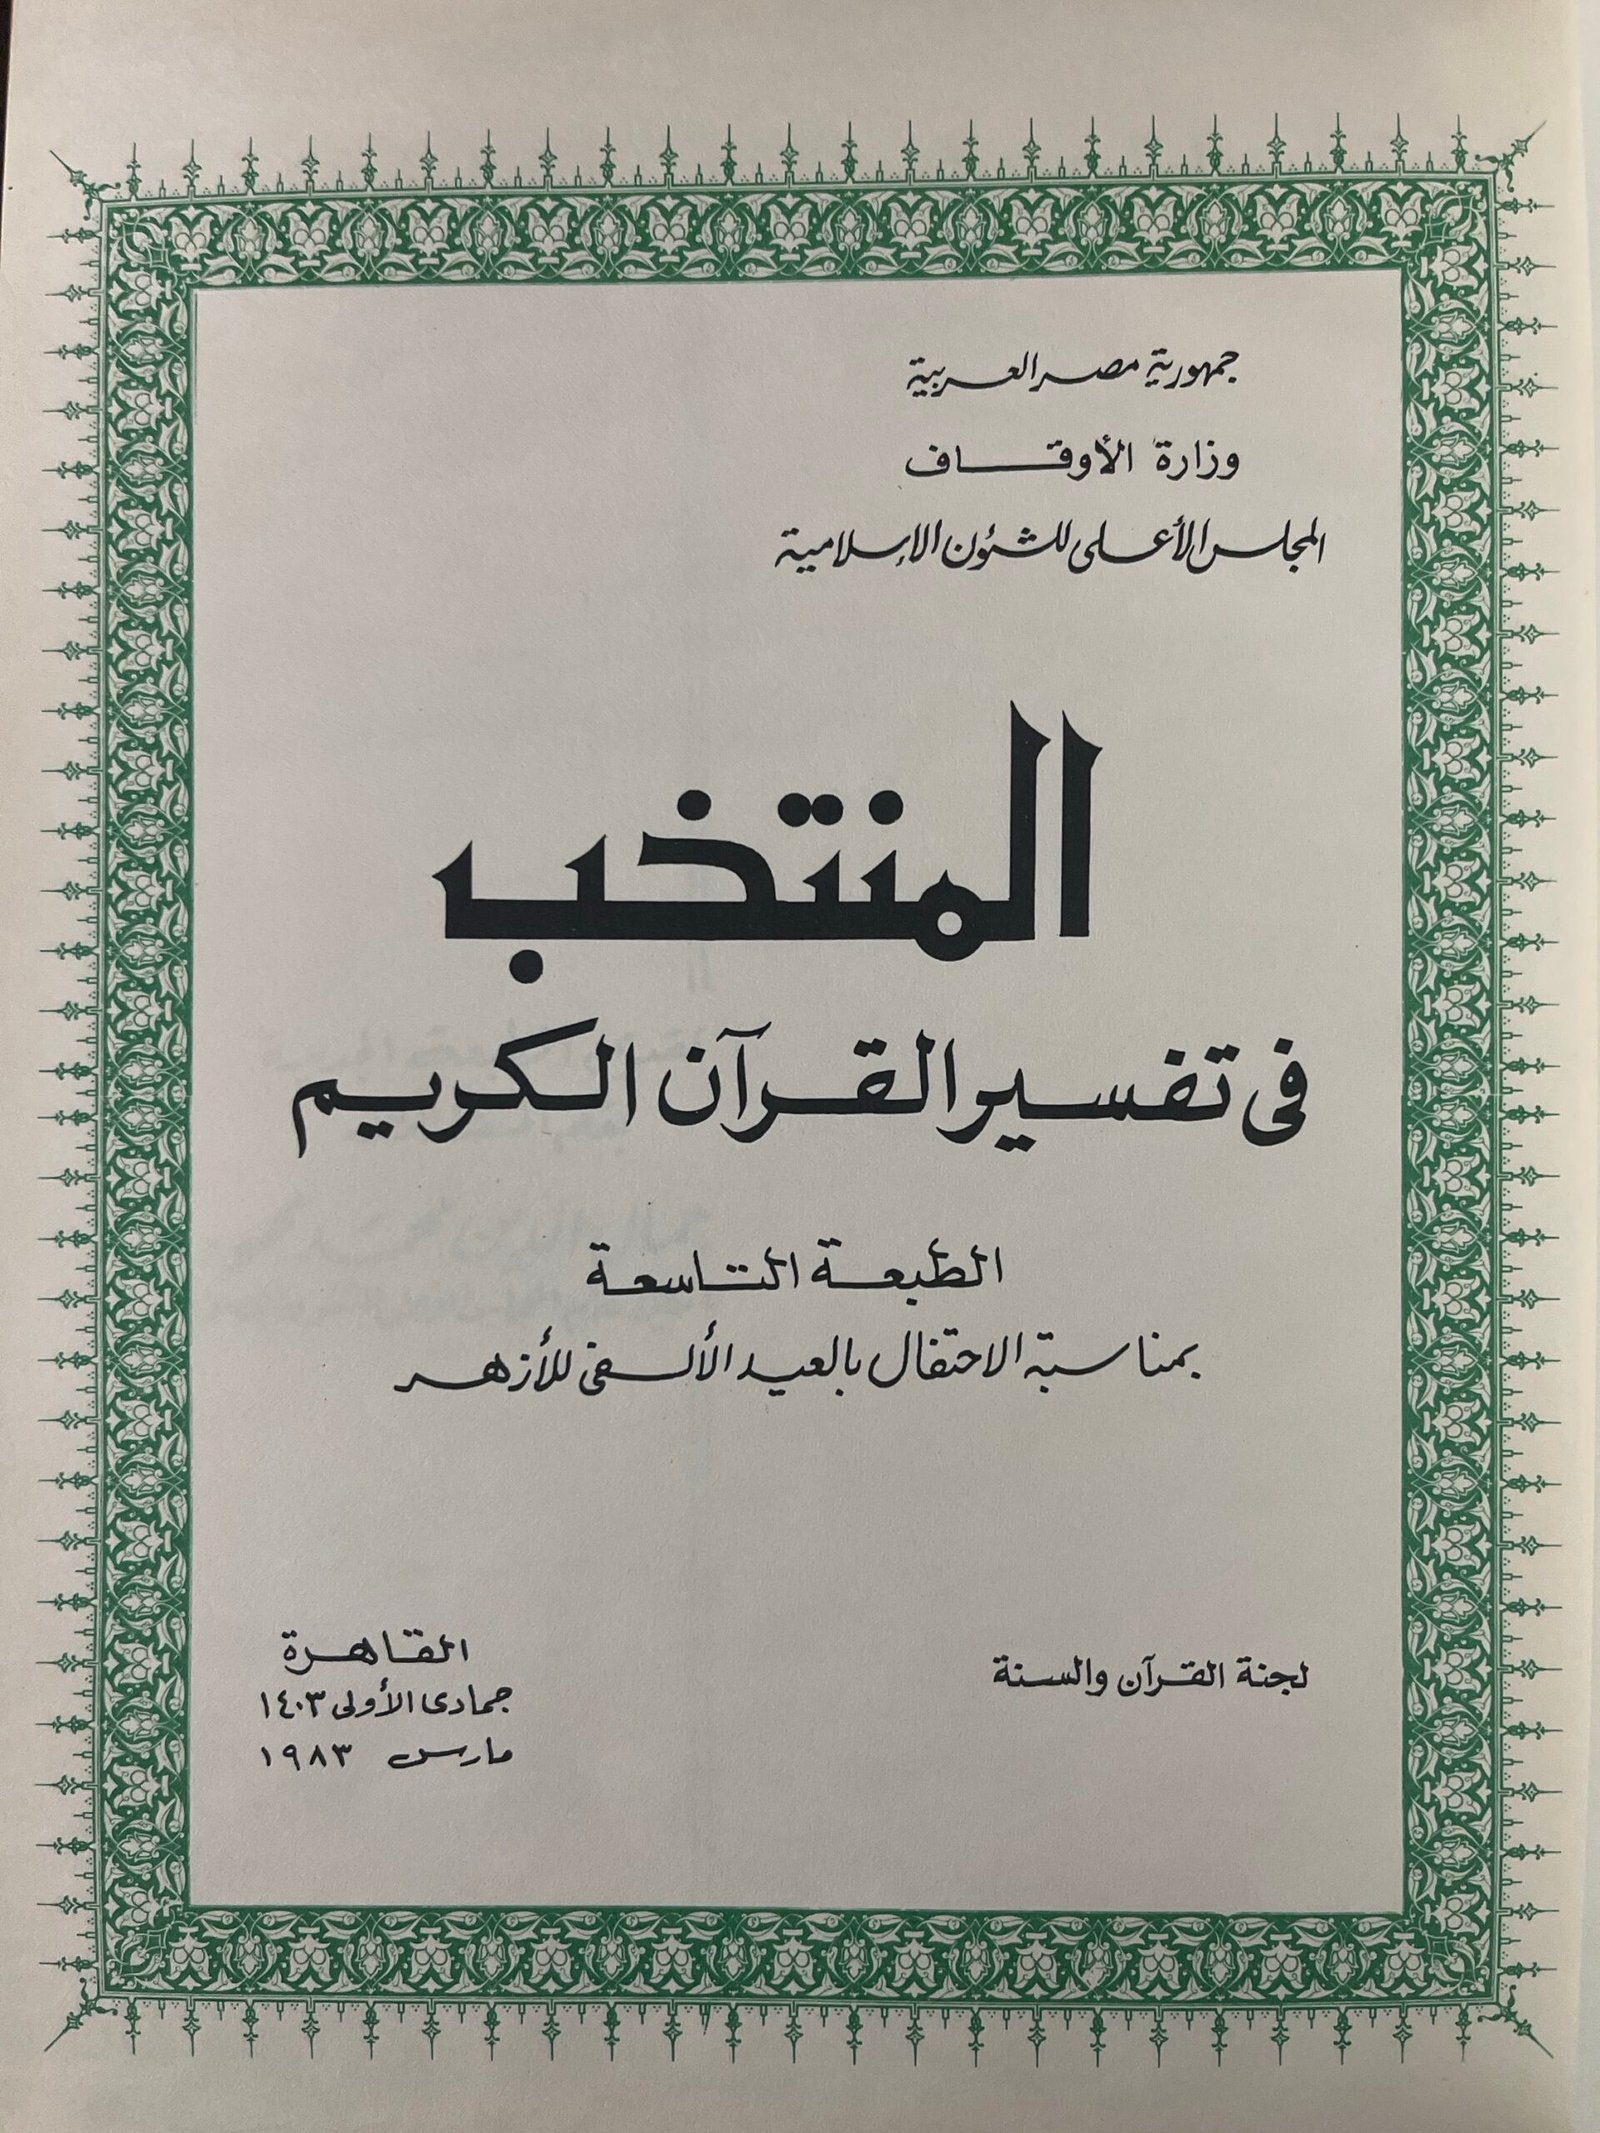 جمهورية مصر العربية
وزارة الأوقاف
المجلس الأعلى للشئون الإسلامية
المنتخب
فى تفسير القرآن الكريم
الطبعة التاسعة
بمناسبة الاحتفال بالعيد الألفى للأزهر
لجنة القرآن والسنة
القاهرة
جمادى الأولى ١٤٠٣
مارس ١٩٨٣